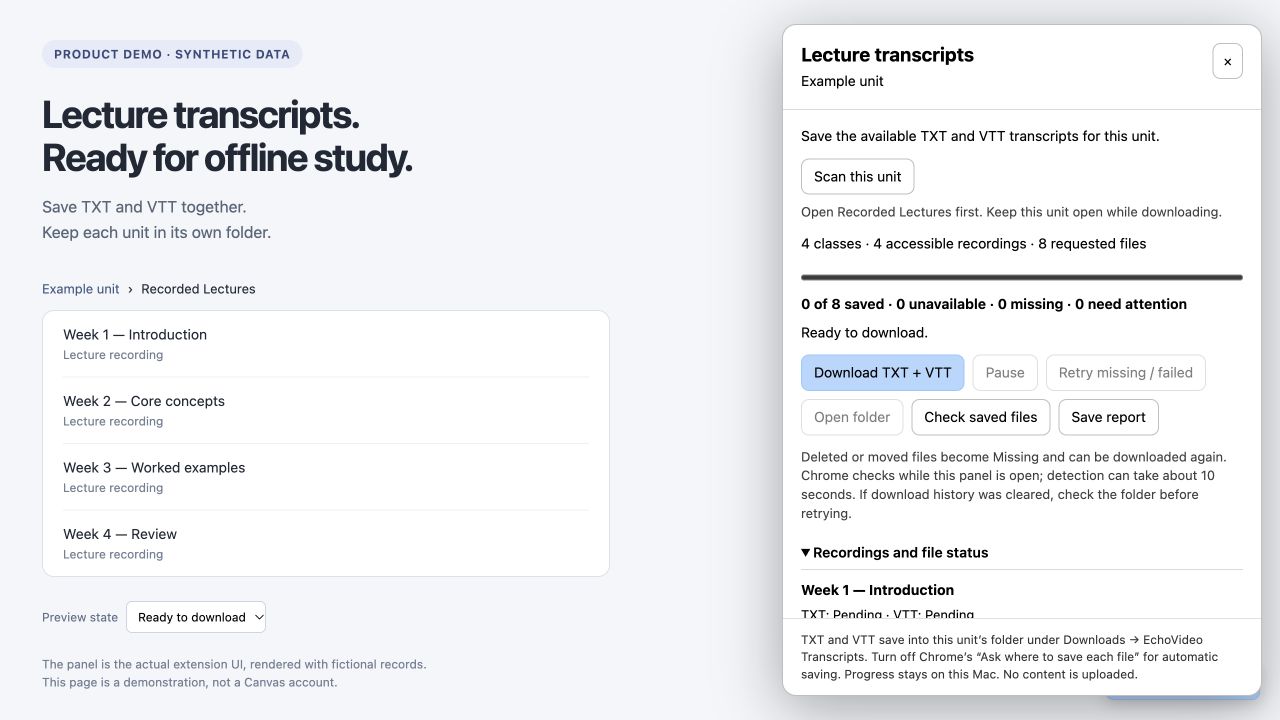 PRODUCT DEMO · SYNTHETIC DATA
Lecture transcripts.
Ready for offline study.
Save TXT and VTT together.
Keep each unit in its own folder.
Example unit › Recorded Lectures
Week 1 — Introduction
Lecture recording
Week 2 — Core concepts
Lecture recording
Week 3 — Worked examples
Lecture recording
Week 4 — Review
Lecture recording
Preview state Ready to download
The panel is the actual extension UI, rendered with fictional records.
This page is a demonstration, not a Canvas account.
Lecture transcripts
×
Example unit
Save the available TXT and VTT transcripts for this unit.
Scan this unit
Open Recorded Lectures first. Keep this unit open while downloading.
4 classes · 4 accessible recordings · 8 requested files
0 of 8 saved · 0 unavailable · 0 missing · 0 need attention
Ready to download.
Download TXT + VTT Pause Retry missing / failed
Open folder Check saved files Save report
Deleted or moved files become Missing and can be downloaded again.
Chrome checks while this panel is open; detection can take about 10
seconds. If download history was cleared, check the folder before
retrying.
▼ Recordings and file status
Week 1 — Introduction
TXT: Pending · VTT: Pending
TXT and VTT save into this unit’s folder under Downloads → EchoVideo
Transcripts. Turn off Chrome’s “Ask where to save each file” for automatic
saving. Progress stays on this Mac. No content is uploaded.